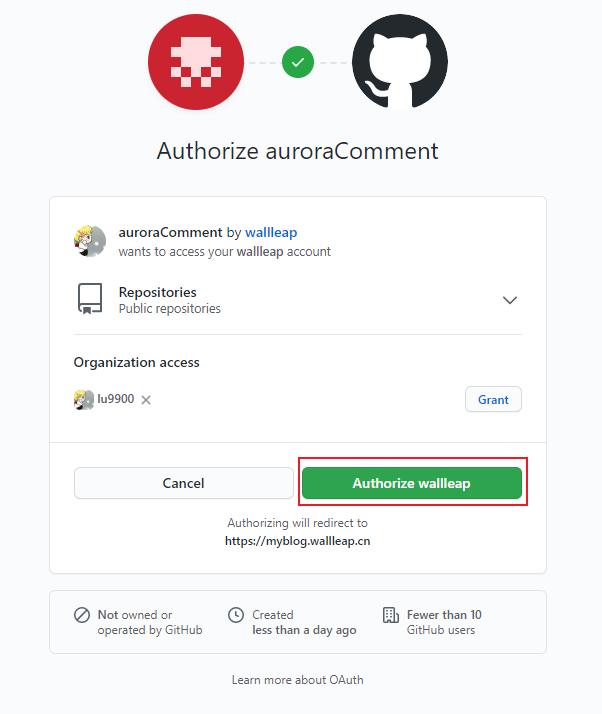 Authorize auroraComment
auroraComment by wallleap
wants to access your wallleap account
Repositories
Public repositories
Organization access
lu9900
Grant
Cancel
Authorize wallleap
Authorizing will redirect to
https://myblog.wallleap.cn
Not owned or
operated by GitHub
Created
less than a day ago
Fewer than 10
GitHub users
Learn more about OAuth